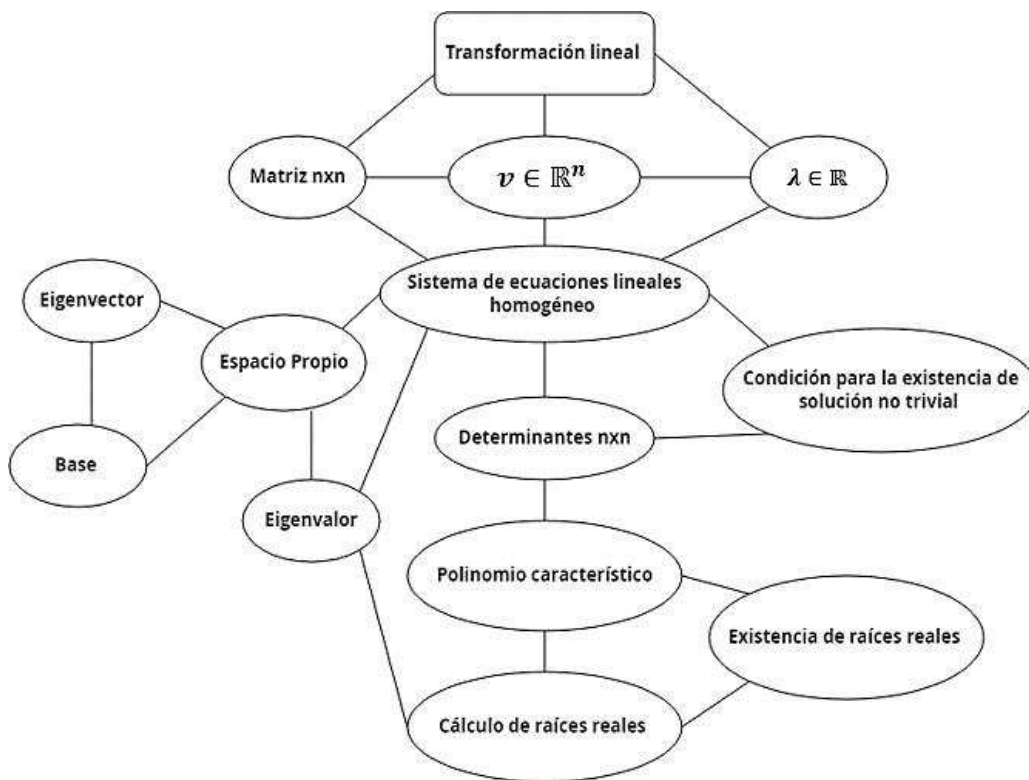 Transformación lineal
Matriz nxn
v ∈ ℝⁿ
λ ∈ ℝ
Sistema de ecuaciones lineales
homogéneo
Eigenvector
Espacio Propio
Condición para la existencia de
solución no trivial
Determinantes nxn
Base
Eigenvalor
Polinomio característico
Existencia de raíces reales
Cálculo de raíces reales